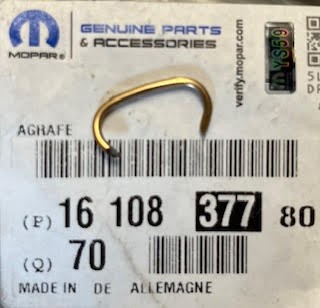 MOPAR®
GENUINE PARTS
& ACCESSORIES
verify.mopar.com
AGRAFE
(P) 16 108 377 80
(Q) 70
MADE IN DE ALLEMAGNE